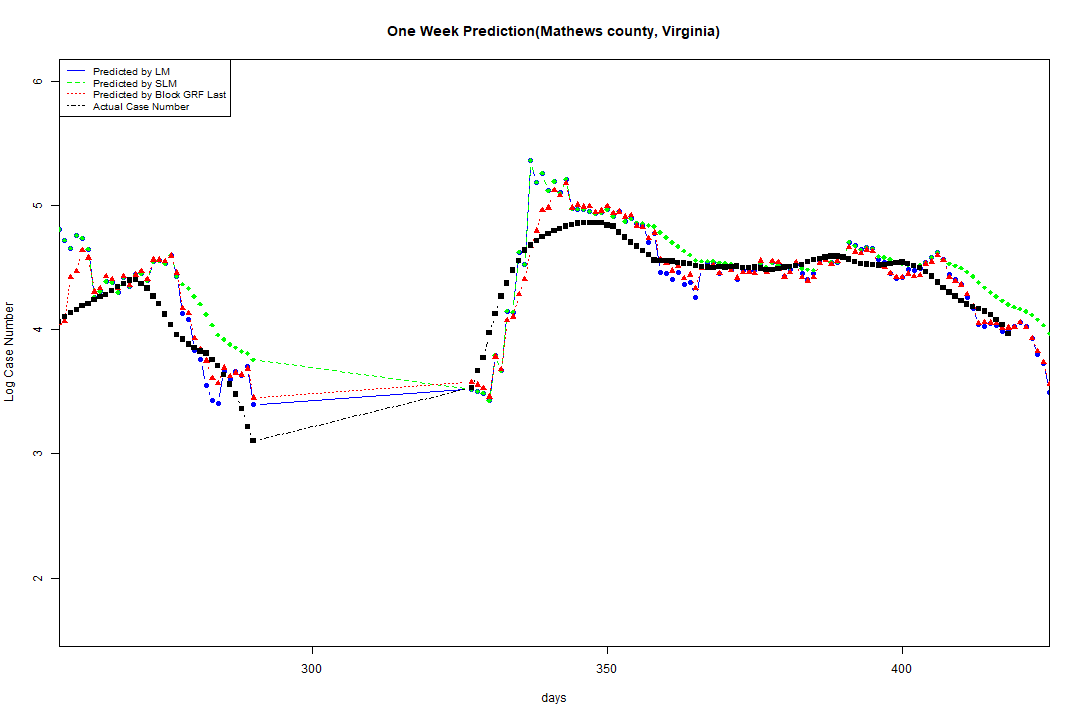 One Week Prediction(Mathews county, Virginia)
Predicted by LM
Predicted by SLM
Predicted by Block GRF Last
Actual Case Number
6
5
4
3
2
Log Case Number
300
350
400
days